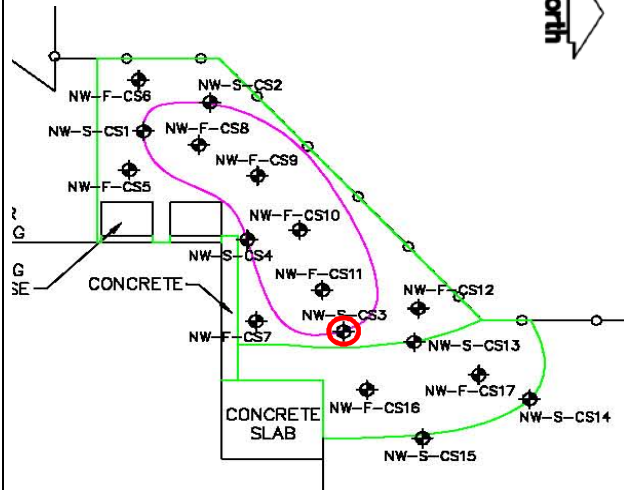 orth
NW-S-CS2
NW-F-CS6
NW-S-CS1
NW-F-CS8
NW-F-CS9
NW-F-CS5
NW-F-CS10
G
NW-S-CS4
G
SE
CONCRETE
NW-F-CS11
NW-F-CS12
NW-S-CS3
NW-F-CS7
NW-S-CS13
NW-F-CS17
NW-F-CS16
NW-S-CS14
CONCRETE
SLAB
NW-S-CS15